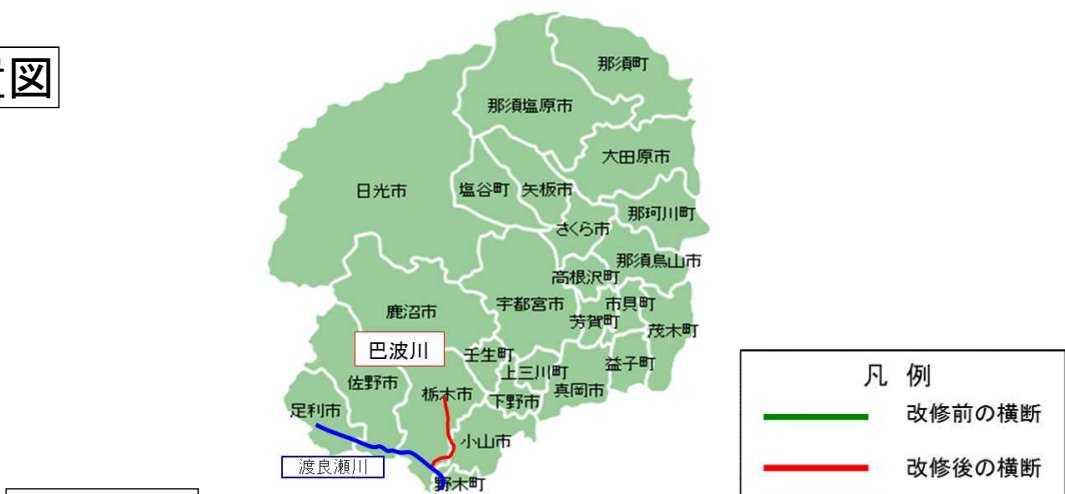 図
那須町
那須塩原市
大田原市
日光市
塩谷町
矢板市
那珂川町
さくら市
那須烏山市
高根沢町
宇都宮市
市貝町
鹿沼市
芳賀町
茂木町
巴波川
壬生町
益子町
上三川町
佐野市
真岡市
栃木市
下野市
足利市
小山市
渡良瀬川
野木町
凡 例
改修前の横断
改修後の横断